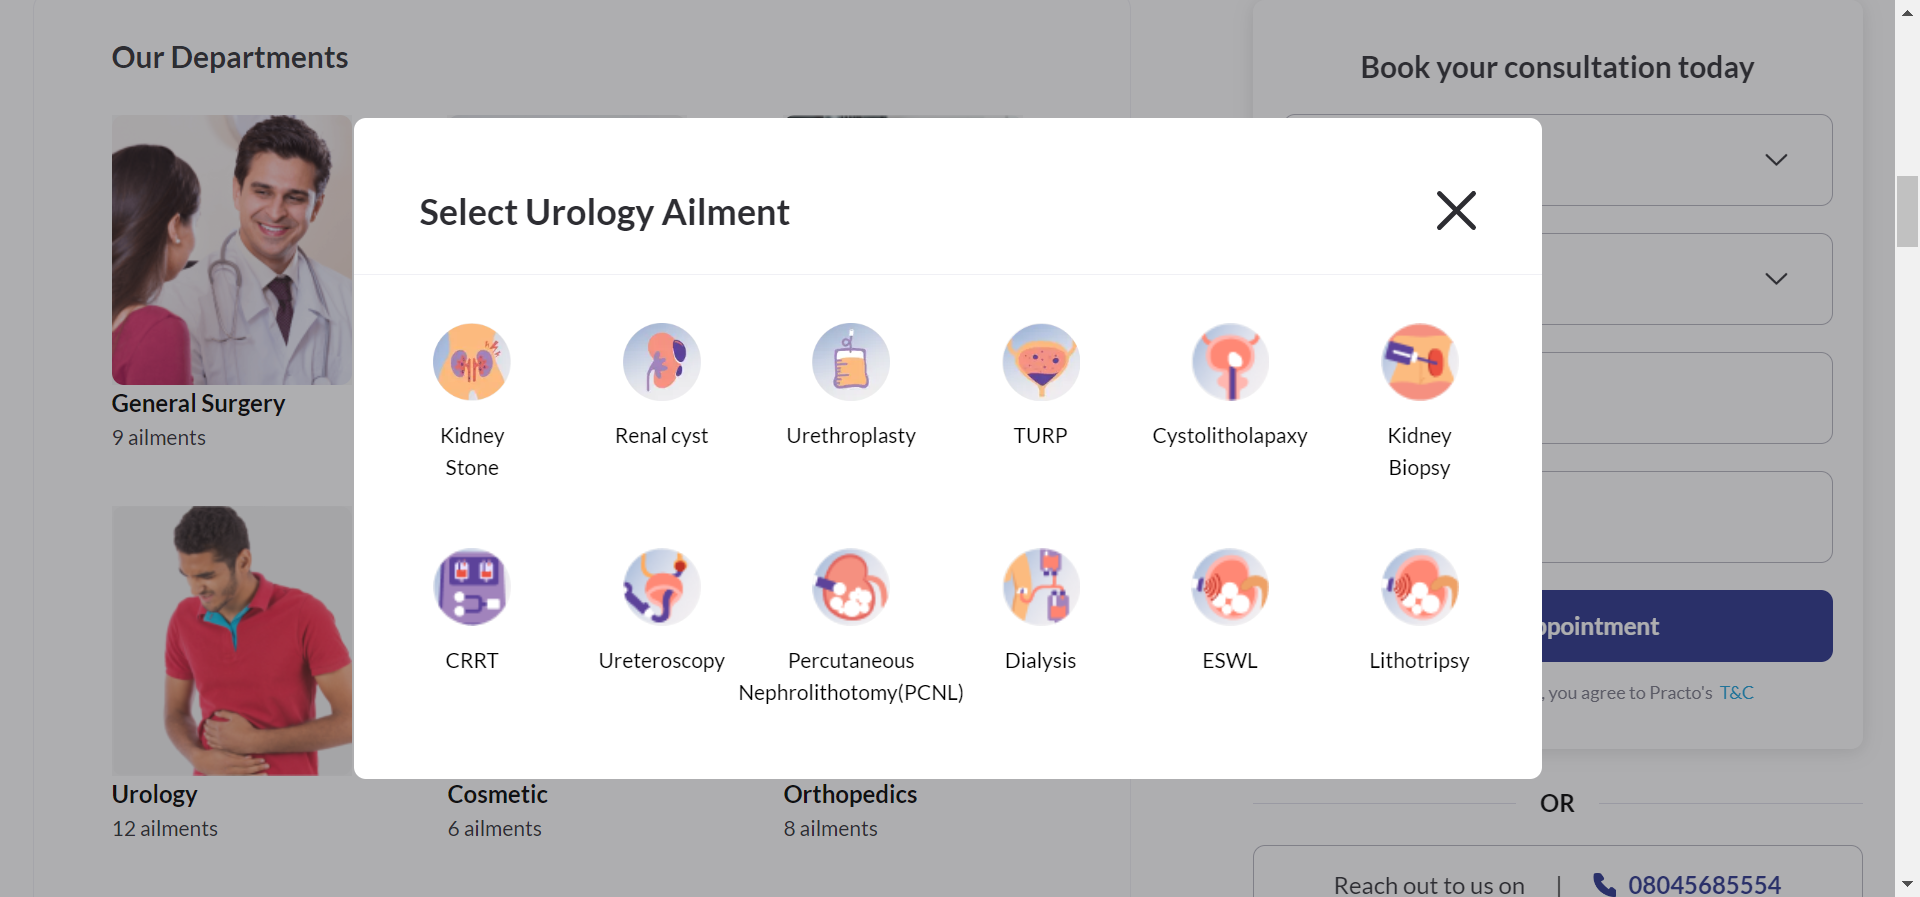 Our Departments
Book your consultation today
Select Urology Ailment
General Surgery
9 ailments
Kidney
Stone
Renal cyst
Urethroplasty
TURP
Cystolitholapaxy
Kidney
Biopsy
CRRT
Ureteroscopy
Percutaneous
Nephrolithotomy(PCNL)
Dialysis
ESWL
Lithotripsy
, you agree to Practo's T&C
Urology
12 ailments
Cosmetic
6 ailments
Orthopedics
8 ailments
OR
Reach out to us on | 08045685554